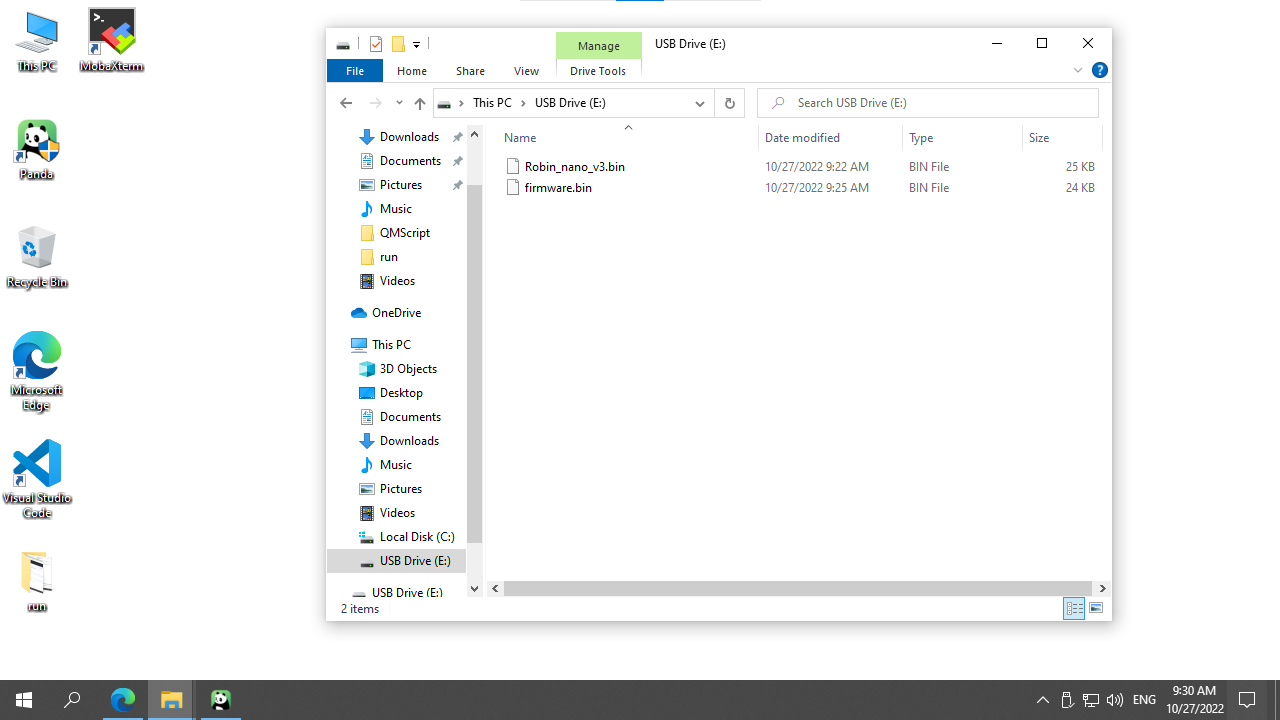 This PC
MobaXterm
Panda
Recycle Bin
Microsoft
Edge
Visual Studio
Code
run
Manage
USB Drive (E:)
File
Home
Share
View
Drive Tools
This PC
USB Drive (E:)
Search USB Drive (E:)
Downloads
Documents
Pictures
Music
QMScript
run
Videos
OneDrive
This PC
3D Objects
Desktop
Documents
Downloads
Music
Pictures
Videos
Local Disk (C:)
USB Drive (E:)
USB Drive (E:)
Name Date modified Type Size
Robin_nano_v3.bin 10/27/2022 9:22 AM BIN File 25 KB
firmware.bin 10/27/2022 9:25 AM BIN File 24 KB
2 items
ENG
9:30 AM
10/27/2022